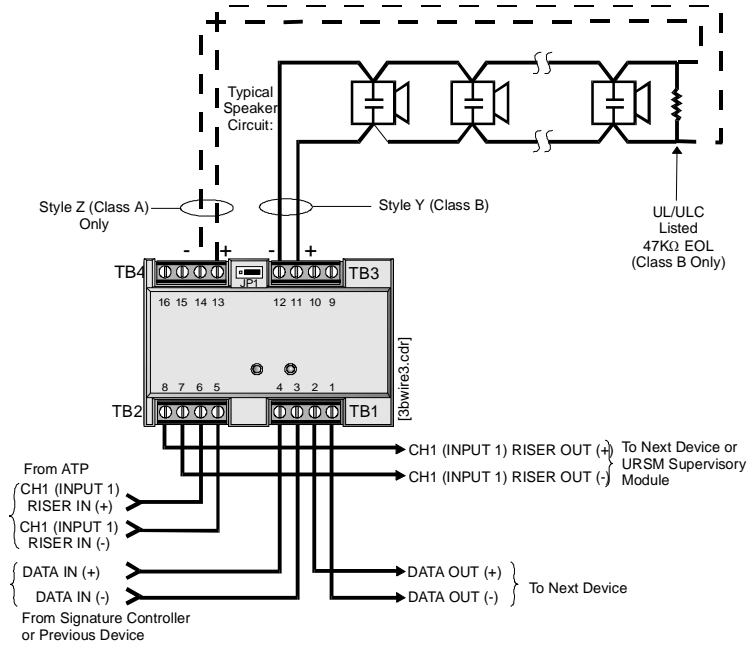 Typical
Speaker
Circuit:
Style Z (Class A)
Only
Style Y (Class B)
UL/ULC
Listed
47KΩ EOL
(Class B Only)
- + - +
TB4 TB3
JP1
16 15 14 13 12 11 10 9
[3bwire3.cdr]
8 7 6 5 4 3 2 1
TB2 TB1
CH1 (INPUT 1) RISER OUT (+)
CH1 (INPUT 1) RISER OUT (-)
To Next Device or
URSM Supervisory
Module
From ATP
CH1 (INPUT 1)
RISER IN (+)
CH1 (INPUT 1)
RISER IN (-)
DATA IN (+)
DATA IN (-)
From Signature Controller
or Previous Device
DATA OUT (+)
DATA OUT (-)
To Next Device